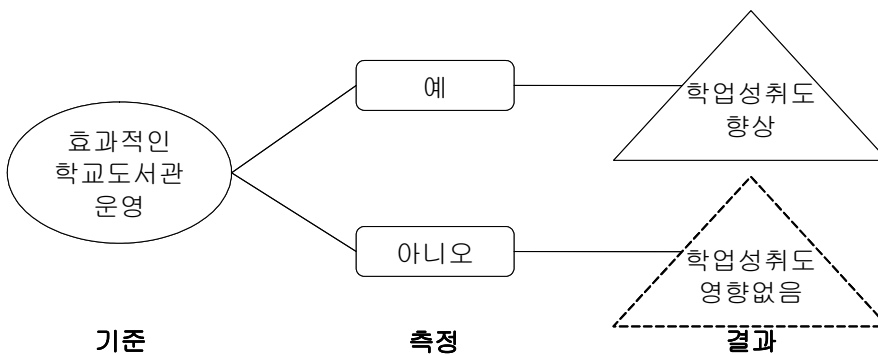 효과적인
학교도서관
운영
예
학업성취도
향상
아니오
학업성취도
영향없음
기준
측정
결과